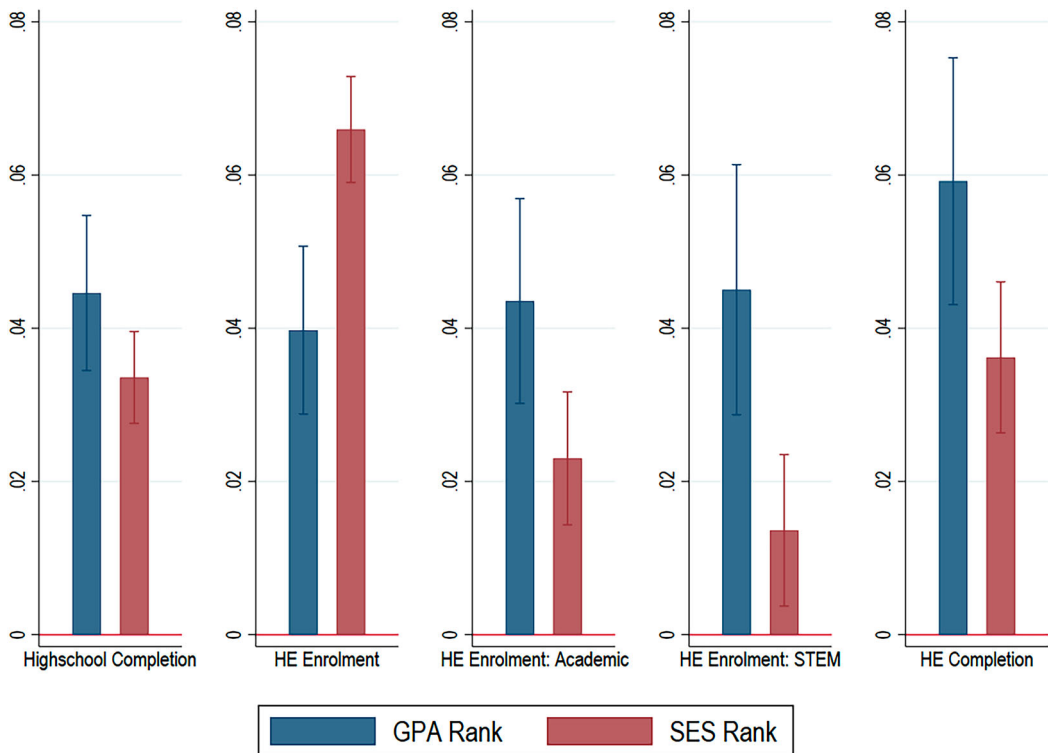 .08 .08 .08 .08 .08
.06 .06 .06 .06 .06
.04 .04 .04 .04 .04
.02 .02 .02 .02 .02
0 0 0 0 0
Highschool Completion HE Enrolment HE Enrolment: Academic HE Enrolment: STEM HE Completion
GPA Rank SES Rank